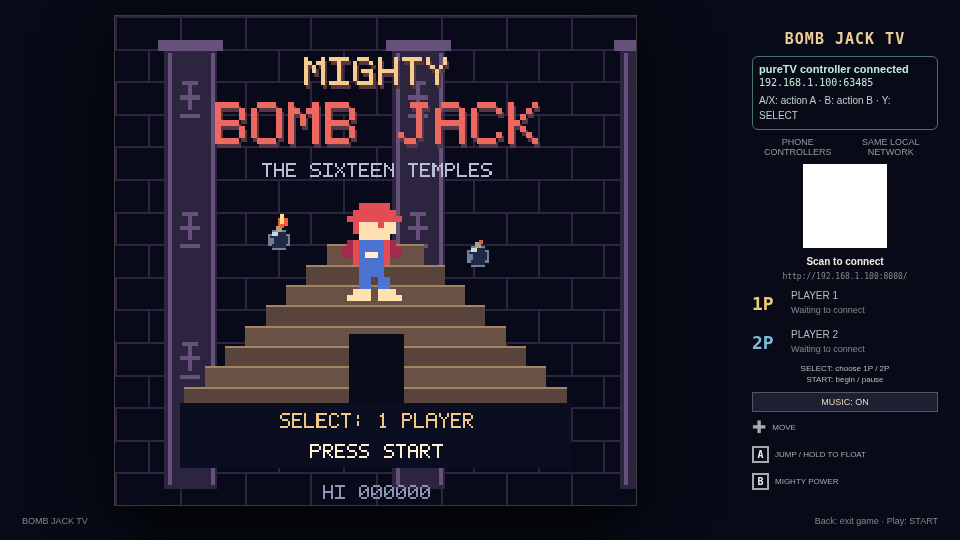 MIGHTY
BOMB JACK
THE SIXTEEN TEMPLES
SELECT: 1 PLAYER
PRESS START
HI 000000
BOMB JACK TV
BOMB JACK TV
pureTV controller connected
192.168.1.100:63485
A/X: action A · B: action B · Y:
SELECT
PHONE CONTROLLERS
SAME LOCAL NETWORK
Scan to connect
http://192.168.1.100:8080/
1P
PLAYER 1
Waiting to connect
2P
PLAYER 2
Waiting to connect
SELECT: choose 1P / 2P
START: begin / pause
MUSIC: ON
MOVE
A JUMP / HOLD TO FLOAT
B MIGHTY POWER
Back: exit game · Play: START